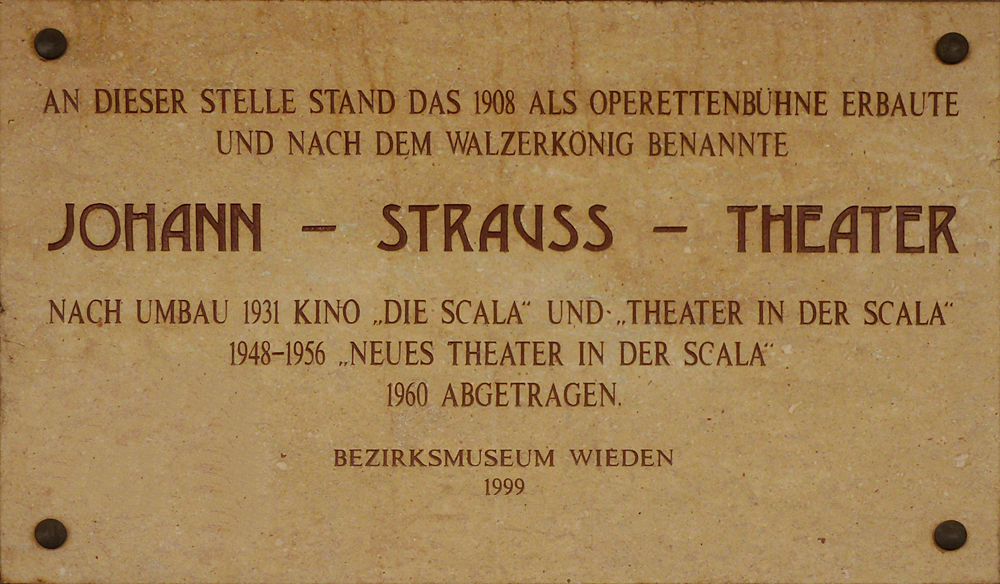 AN DIESER STELLE STAND DAS 1908 ALS OPERETTENBÜHNE ERBAUTE
UND NACH DEM WALZERKÖNIG BENANNTE
JOHANN – STRAUSS – THEATER
NACH UMBAU 1931 KINO „DIE SCALA“ UND „THEATER IN DER SCALA“
1948–1956 „NEUES THEATER IN DER SCALA“
1960 ABGETRAGEN.
BEZIRKSMUSEUM WIEDEN
1999